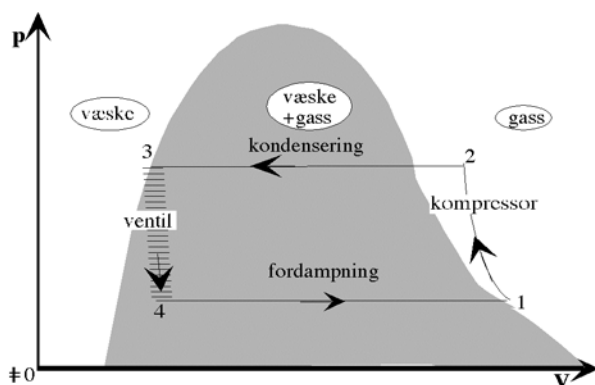 p
væske
væske
+gass
gass
3
kondensering
2
ventil
kompressor
fordampning
4
1
0
V